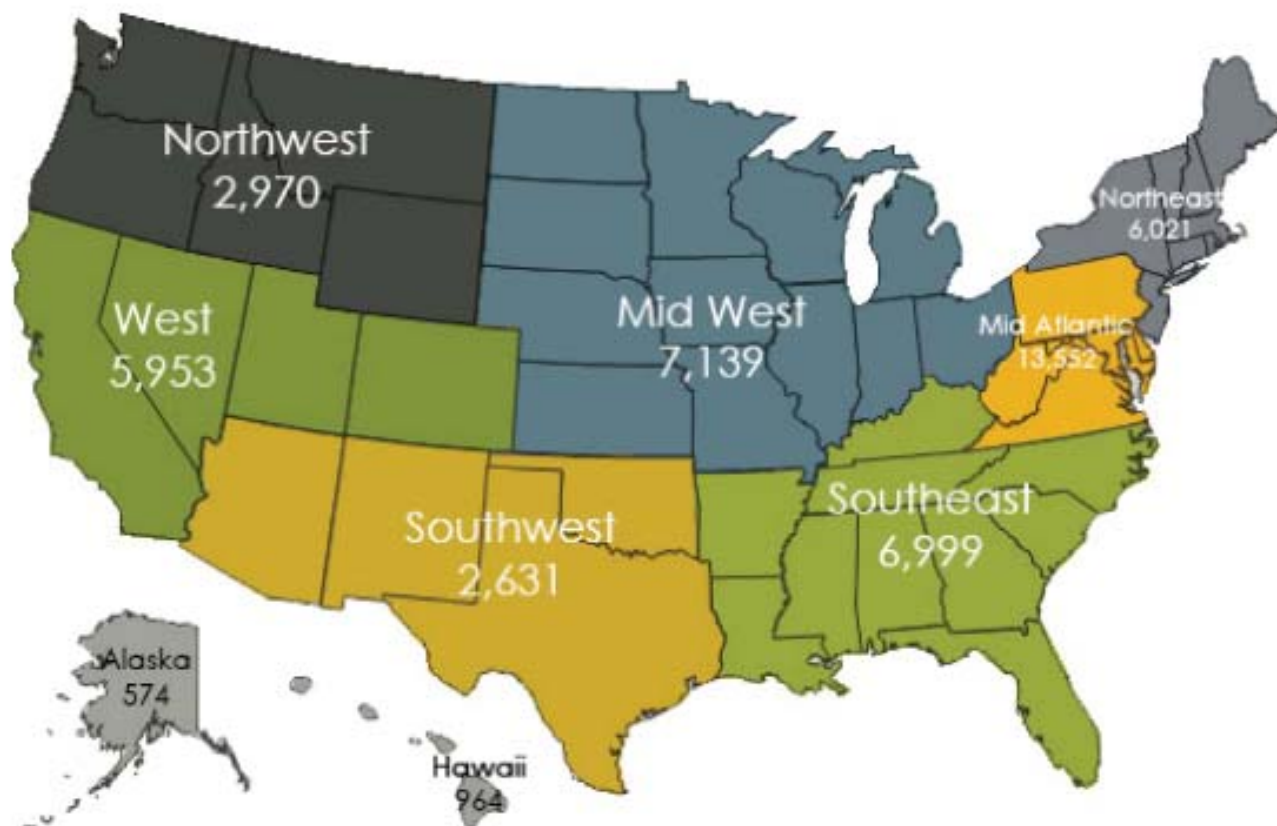 Northwest
2,970
Northeast
6,021
West
5,953
Mid West
7,139
Mid Atlantic
13,552
Southwest
2,631
Southeast
6,999
Alaska
574
Hawaii
964